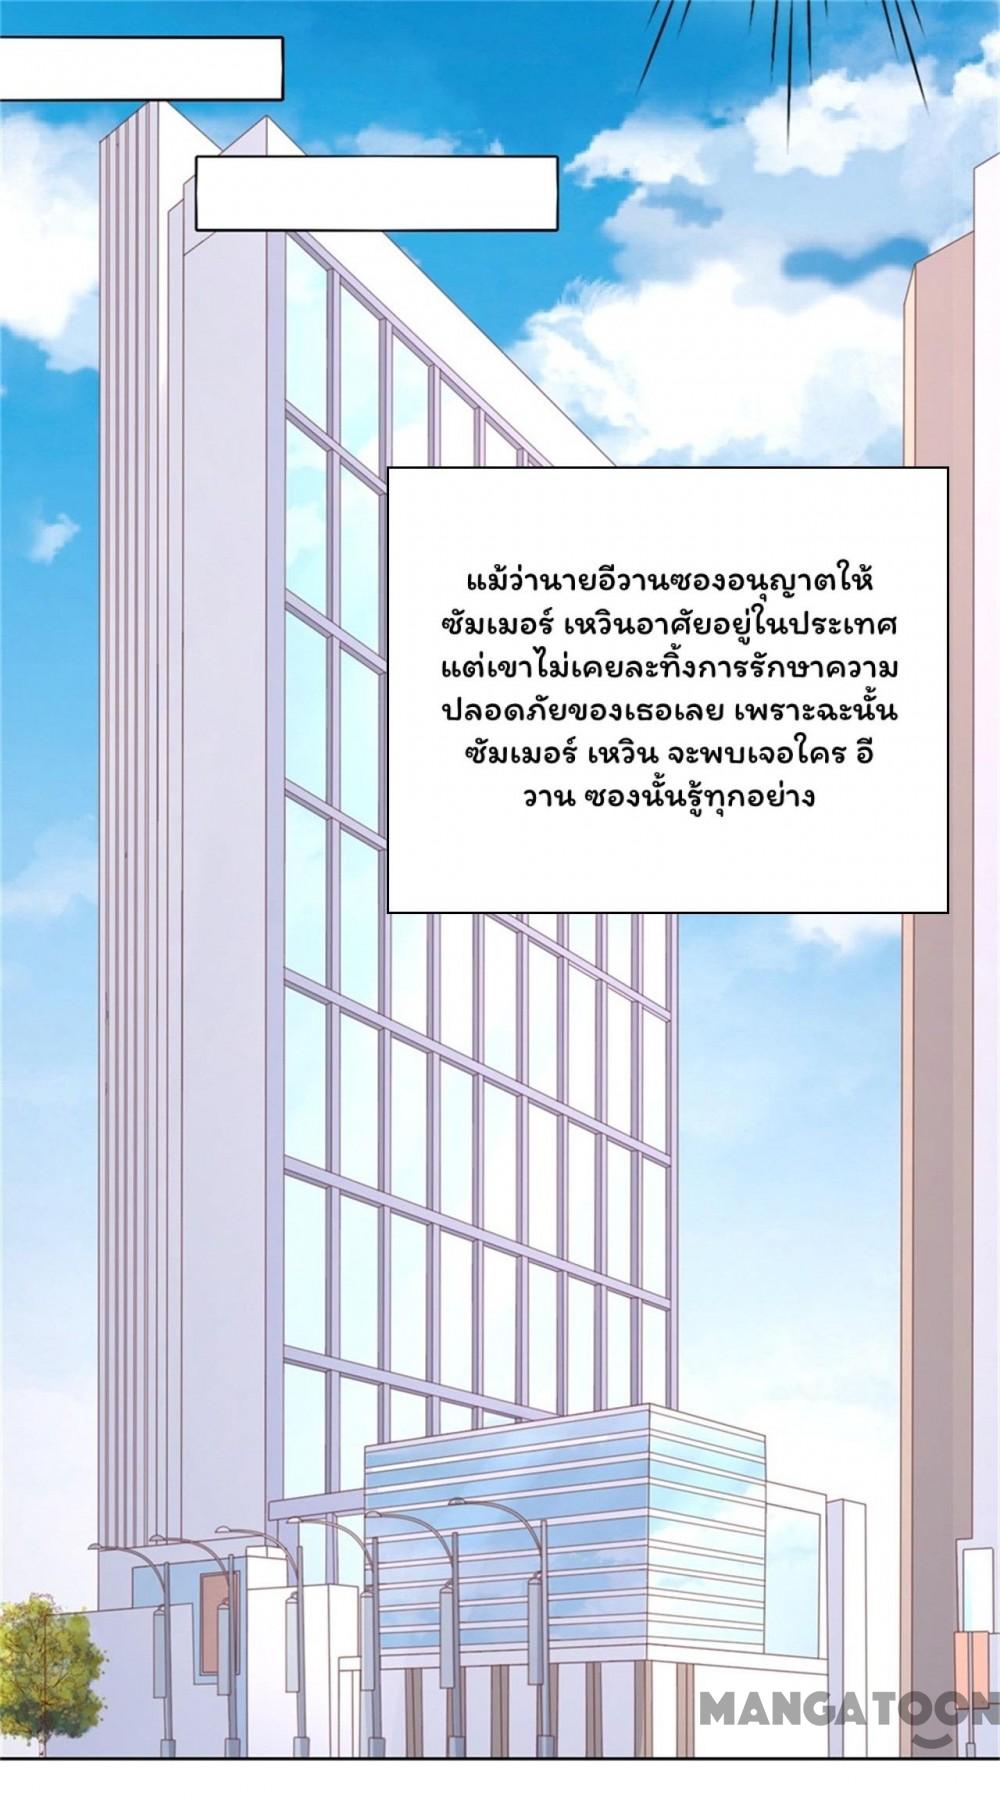 แม้ว่านายอีวานซองอนุญาตให้
ซัมเมอร์ เหวินอาศัยอยู่ในประเทศ
แต่เขาไม่เคยละทิ้งการรักษาความ
ปลอดภัยของเธอเลย เพราะฉะนั้น
ซัมเมอร์ เหวิน จะพบเจอใคร อี
วาน ซองนั้นรู้ทุกอย่าง
MANGATOON